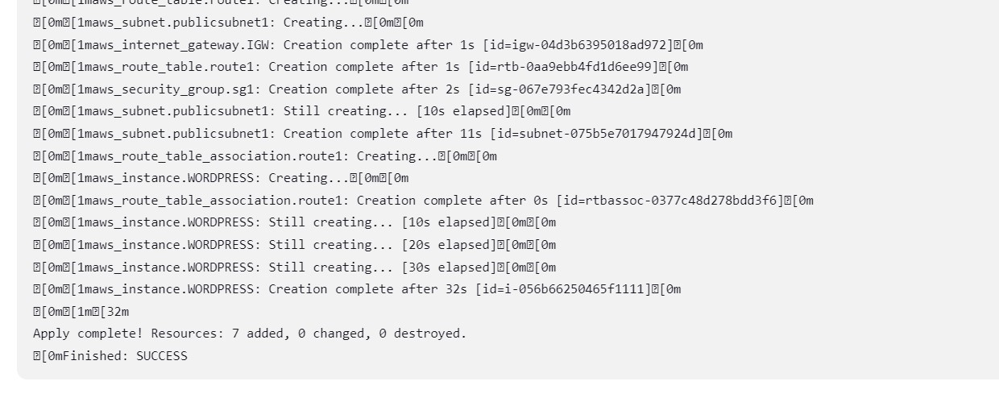 ␛[0m␛[1maws_route_table.route1: Creating...␛[0m␛[0m
␛[0m␛[1maws_subnet.publicsubnet1: Creating...␛[0m␛[0m
␛[0m␛[1maws_internet_gateway.IGW: Creation complete after 1s [id=igw-04d3b6395018ad972]␛[0m
␛[0m␛[1maws_route_table.route1: Creation complete after 1s [id=rtb-0aa9ebb4fd1d6ee99]␛[0m
␛[0m␛[1maws_security_group.sg1: Creation complete after 2s [id=sg-067e793fec4342d2a]␛[0m
␛[0m␛[1maws_subnet.publicsubnet1: Still creating... [10s elapsed]␛[0m␛[0m
␛[0m␛[1maws_subnet.publicsubnet1: Creation complete after 11s [id=subnet-075b5e7017947924d]␛[0m
␛[0m␛[1maws_route_table_association.route1: Creating...␛[0m␛[0m
␛[0m␛[1maws_instance.WORDPRESS: Creating...␛[0m␛[0m
␛[0m␛[1maws_route_table_association.route1: Creation complete after 0s [id=rtbassoc-0377c48d278bdd3f6]␛[0m
␛[0m␛[1maws_instance.WORDPRESS: Still creating... [10s elapsed]␛[0m␛[0m
␛[0m␛[1maws_instance.WORDPRESS: Still creating... [20s elapsed]␛[0m␛[0m
␛[0m␛[1maws_instance.WORDPRESS: Still creating... [30s elapsed]␛[0m␛[0m
␛[0m␛[1maws_instance.WORDPRESS: Creation complete after 32s [id=i-056b66250465f1111]␛[0m
␛[0m␛[1m␛[32m
Apply complete! Resources: 7 added, 0 changed, 0 destroyed.
␛[0mFinished: SUCCESS